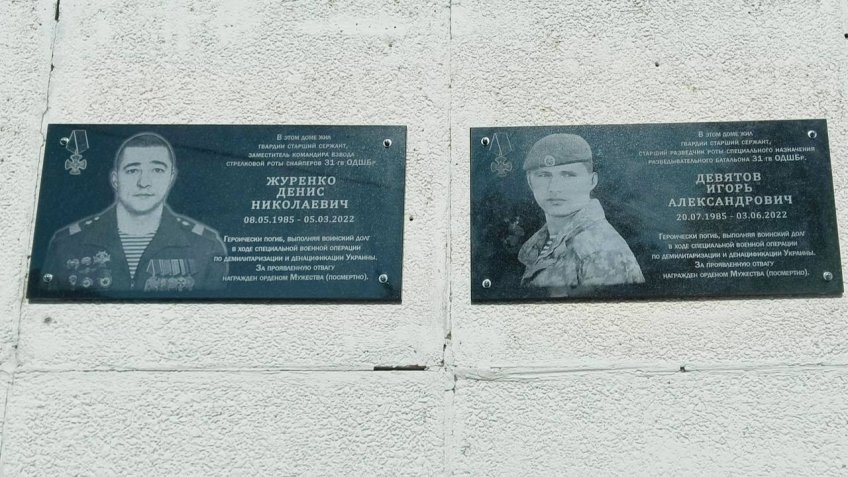 В этом доме жил
гвардии старший сержант,
заместитель командира взвода
стрелковой роты снайперов 31-гв ОДШБр.
ЖУРЕНКО
ДЕНИС
НИКОЛАЕВИЧ
08.05.1985 - 05.03.2022
Героически погиб, выполняя воинский долг
в ходе специальной военной операции
по демилитаризации и денацификации Украины.
За проявленную отвагу
награжден орденом Мужества (посмертно).
В этом доме жил
гвардии старший сержант,
старший разведчик роты специального назначения
разведывательного батальона 31-гв ОДШБр.
ДЕВЯТОВ
ИГОРЬ
АЛЕКСАНДРОВИЧ
20.07.1985 - 03.06.2022
Героически погиб, выполняя воинский долг
в ходе специальной военной операции
по демилитаризации и денацификации Украины.
За проявленную отвагу
награжден орденом Мужества (посмертно).